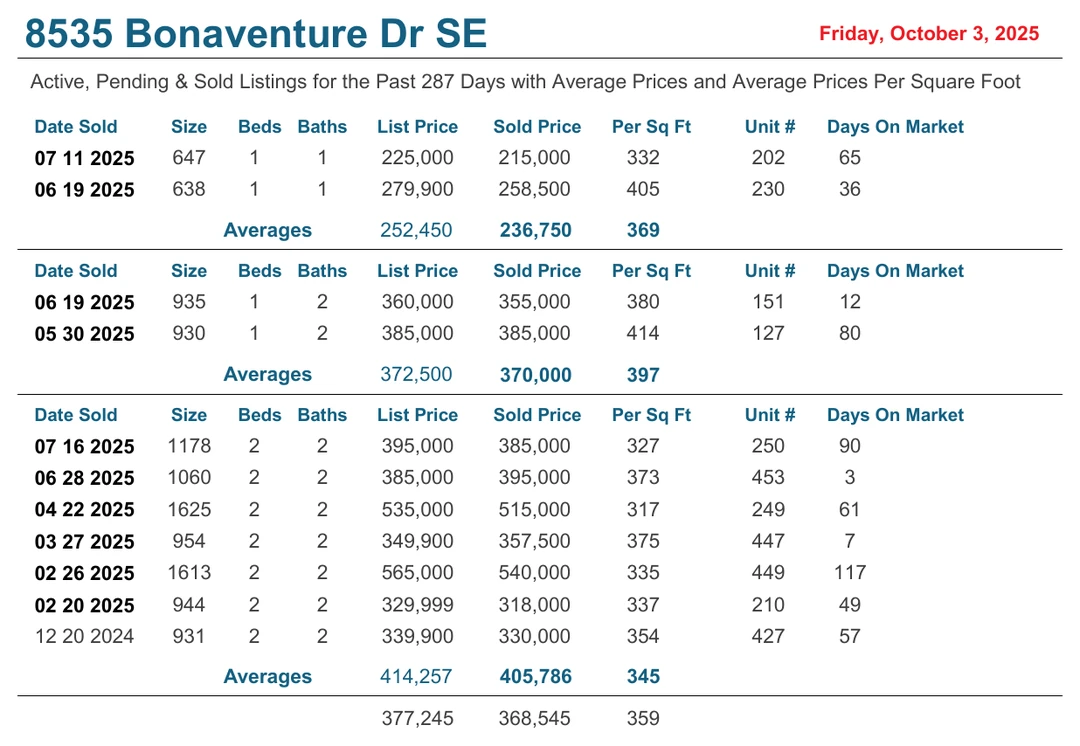 8535 Bonaventure Dr SE Friday, October 3, 2025
Active, Pending & Sold Listings for the Past 287 Days with Average Prices and Average Prices Per Square Foot
Date Sold Size Beds Baths List Price Sold Price Per Sq Ft Unit # Days On Market
07 11 2025 647 1 1 225,000 215,000 332 202 65
06 19 2025 638 1 1 279,900 258,500 405 230 36
Averages 252,450 236,750 369
Date Sold Size Beds Baths List Price Sold Price Per Sq Ft Unit # Days On Market
06 19 2025 935 1 2 360,000 355,000 380 151 12
05 30 2025 930 1 2 385,000 385,000 414 127 80
Averages 372,500 370,000 397
Date Sold Size Beds Baths List Price Sold Price Per Sq Ft Unit # Days On Market
07 16 2025 1178 2 2 395,000 385,000 327 250 90
06 28 2025 1060 2 2 385,000 395,000 373 453 3
04 22 2025 1625 2 2 535,000 515,000 317 249 61
03 27 2025 954 2 2 349,900 357,500 375 447 7
02 26 2025 1613 2 2 565,000 540,000 335 449 117
02 20 2025 944 2 2 329,999 318,000 337 210 49
12 20 2024 931 2 2 339,900 330,000 354 427 57
Averages 414,257 405,786 345
377,245 368,545 359